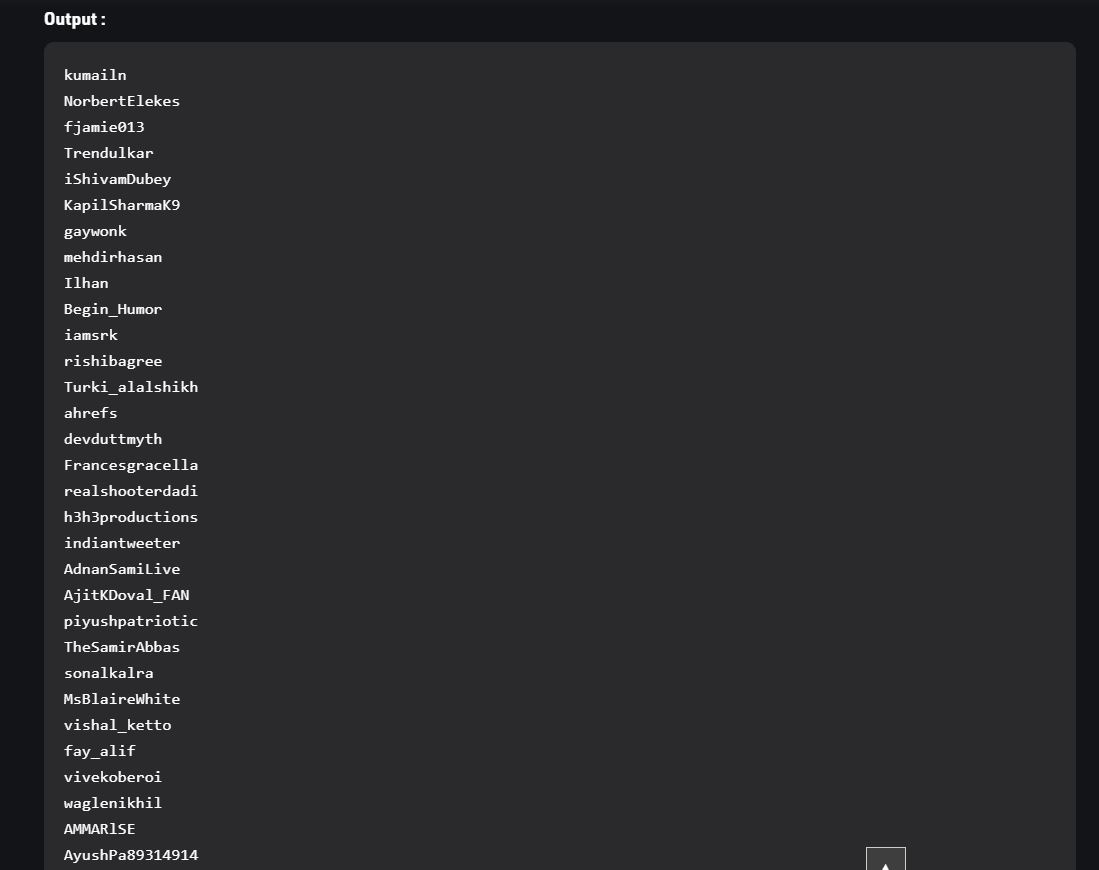 Output :
kumailn
NorbertElekes
fjamie013
Trendulkar
iShivamDubey
KapilSharmaK9
gaywonk
mehdirhasan
Ilhan
Begin_Humor
iamsrk
rishibagree
Turki_alalshikh
ahrefs
devduttmyth
Francesgracella
realshooterdadi
h3h3productions
indiantweeter
AdnanSamiLive
AjitKDoval_FAN
piyushpatriotic
TheSamirAbbas
sonalkalra
MsBlaireWhite
vishal_ketto
fay_alif
vivekoberoi
waglenikhil
AMMARlSE
AyushPa89314914